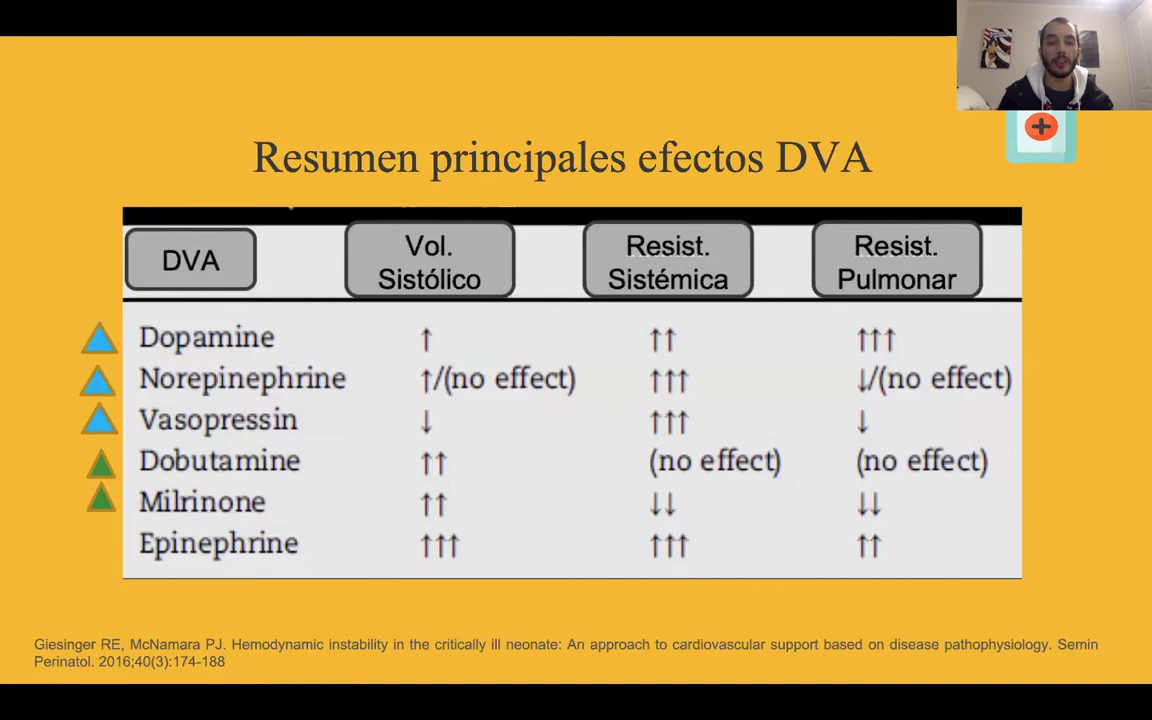 Resumen principales efectos DVA
DVA
Vol.
Sistólico
Resist.
Sistémica
Resist.
Pulmonar
Dopamine ↑ ↑↑ ↑↑↑
Norepinephrine ↑/(no effect) ↑↑↑ ↓/(no effect)
Vasopressin ↓ ↑↑↑ ↓
Dobutamine ↑↑ (no effect) (no effect)
Milrinone ↑↑ ↓↓ ↓↓
Epinephrine ↑↑↑ ↑↑↑ ↑↑
Giesinger RE, McNamara PJ. Hemodynamic instability in the critically ill neonate: An approach to cardiovascular support based on disease pathophysiology. Semin
Perinatol. 2016;40(3):174-188